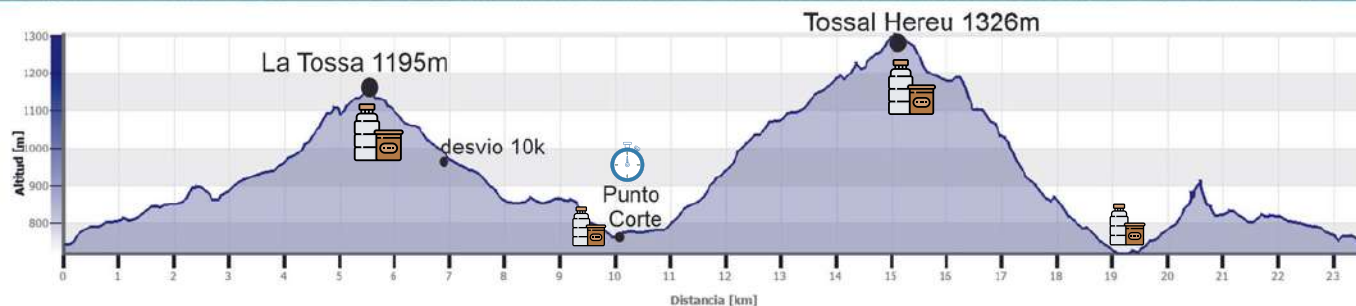 Tossal Hereu 1326m
La Tossa 1195m
desvio 10k
Punto
Corte
Altitud [m]
1300
1200
1100
1000
900
800
0 1 2 3 4 5 6 7 8 9 10 11 12 13 14 15 16 17 18 19 20 21 22 23
Distancia [km]